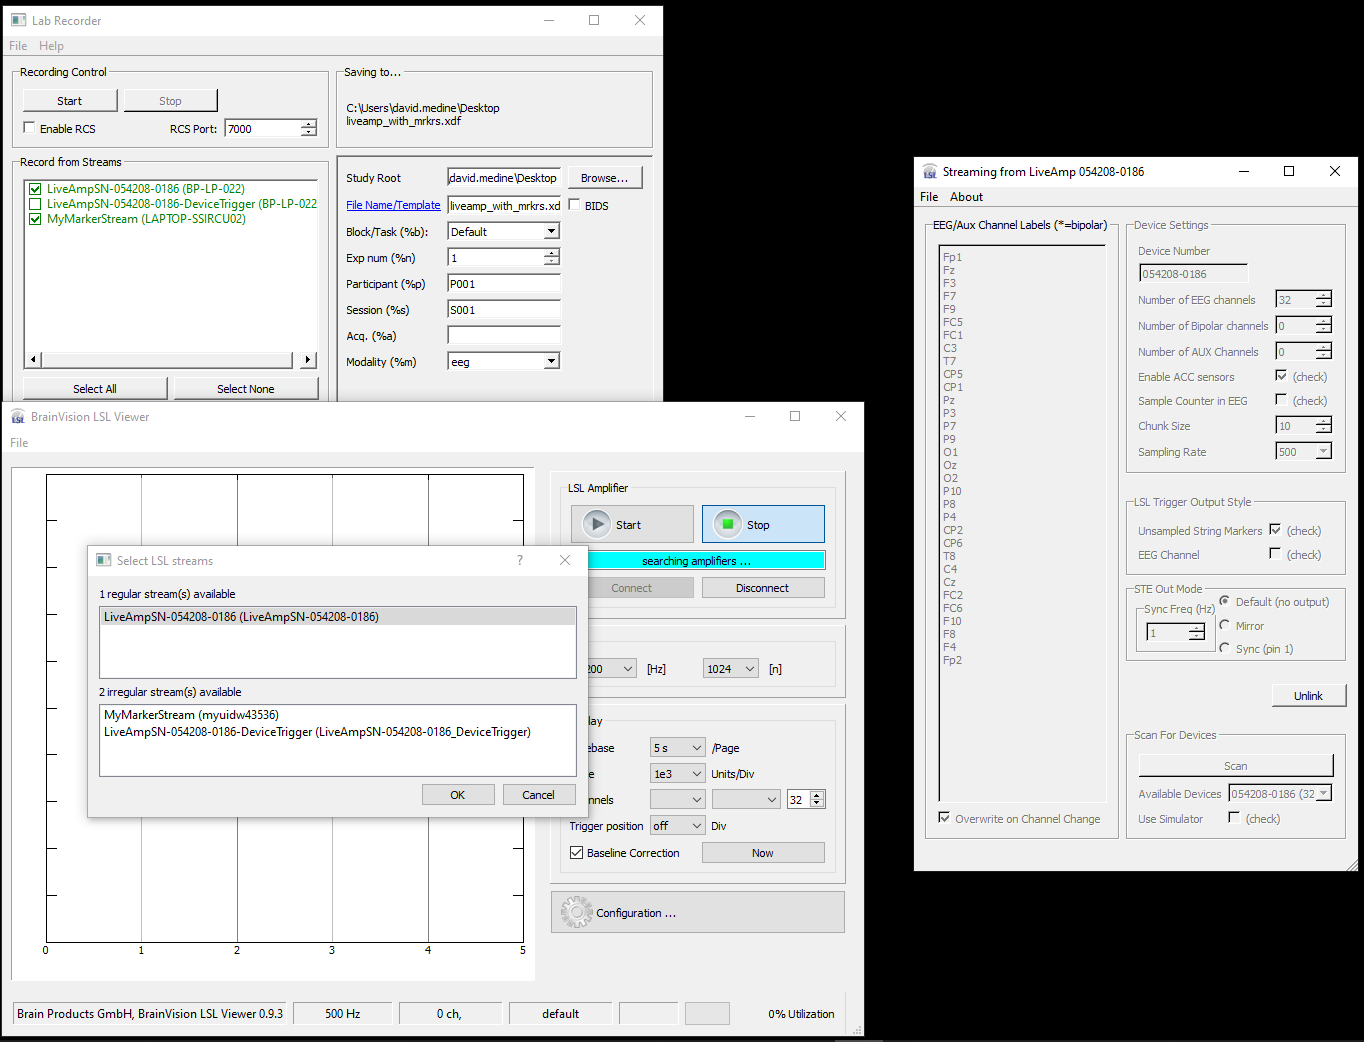 Lab Recorder
File Help
Recording Control
Start Stop
Enable RCS RCS Port: 7000
Saving to...
C:\Users\david.medine\Desktop
liveamp_with_mrkrs.xdf
Record from Streams
LiveAmpSN-054208-0186 (BP-LP-022)
LiveAmpSN-054208-0186-DeviceTrigger (BP-LP-022
MyMarkerStream (LAPTOP-SSIRCU02)
Select All Select None
Study Root david.medine\Desktop Browse...
File Name/Template liveamp_with_mrkrs.xd BIDS
Block/Task (%b): Default
Exp num (%n) 1
Participant (%p) P001
Session (%s) S001
Acq. (%a)
Modality (%m) eeg
BrainVision LSL Viewer
File
0 1 2 3 4 5
LSL Amplifier
Start Stop
searching amplifiers ...
Connect Disconnect
200 [Hz] 1024 [n]
lay
ebase 5 s /Page
e 1e3 Units/Div
nnels 32
Trigger position off Div
Baseline Correction Now
Configuration ...
Brain Products GmbH, BrainVision LSL Viewer 0.9.3 500 Hz 0 ch, default 0% Utilization
Select LSL streams ?
1 regular stream(s) available
LiveAmpSN-054208-0186 (LiveAmpSN-054208-0186)
2 irregular stream(s) available
MyMarkerStream (myuidw43536)
LiveAmpSN-054208-0186-DeviceTrigger (LiveAmpSN-054208-0186_DeviceTrigger)
OK Cancel
LSL Streaming from LiveAmp 054208-0186
File About
EEG/Aux Channel Labels (*=bipolar)
Fp1
Fz
F3
F7
F9
FC5
FC1
C3
T7
CP5
CP1
Pz
P3
P7
P9
O1
Oz
O2
P10
P8
P4
CP2
CP6
T8
C4
Cz
FC2
FC6
F10
F8
F4
Fp2
Overwrite on Channel Change
Device Settings
Device Number
054208-0186
Number of EEG channels 32
Number of Bipolar channels 0
Number of AUX Channels 0
Enable ACC sensors (check)
Sample Counter in EEG (check)
Chunk Size 10
Sampling Rate 500
LSL Trigger Output Style
Unsampled String Markers (check)
EEG Channel (check)
STE Out Mode
Sync Freq (Hz) Default (no output)
1 Mirror
Sync (pin 1)
Unlink
Scan For Devices
Scan
Available Devices 054208-0186 (32
Use Simulator (check)